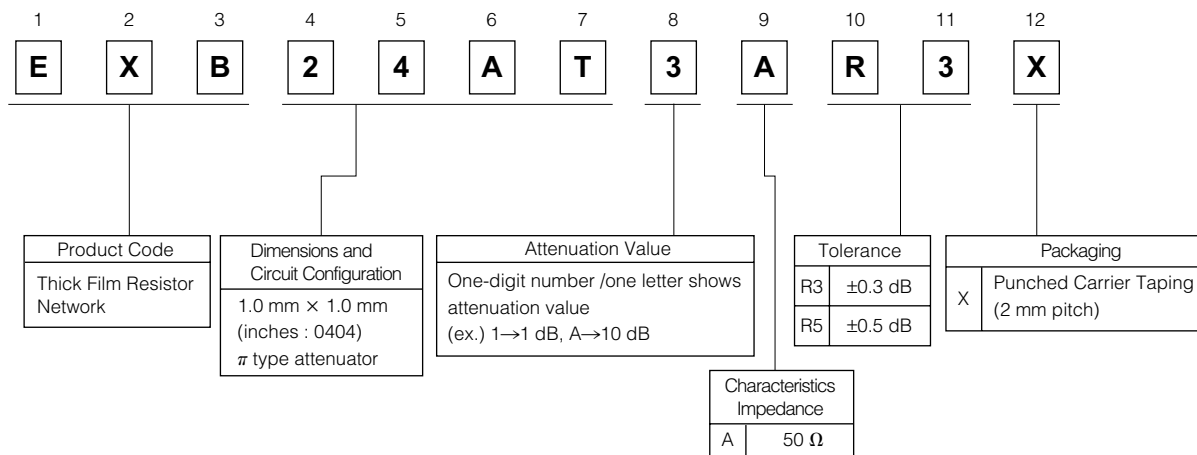 1 2 3 4 5 6 7 8 9 10 11 12
E X B 2 4 A T 3 A R 3 X
Product Code
Thick Film Resistor
Network
Dimensions and
Circuit Configuration
1.0 mm × 1.0 mm
(inches : 0404)
π type attenuator
Attenuation Value
One-digit number /one letter shows
attenuation value
(ex.) 1→1 dB, A→10 dB
Characteristics
Impedance
A 50 Ω
Tolerance
R3 ±0.3 dB
R5 ±0.5 dB
Packaging
X Punched Carrier Taping
(2 mm pitch)